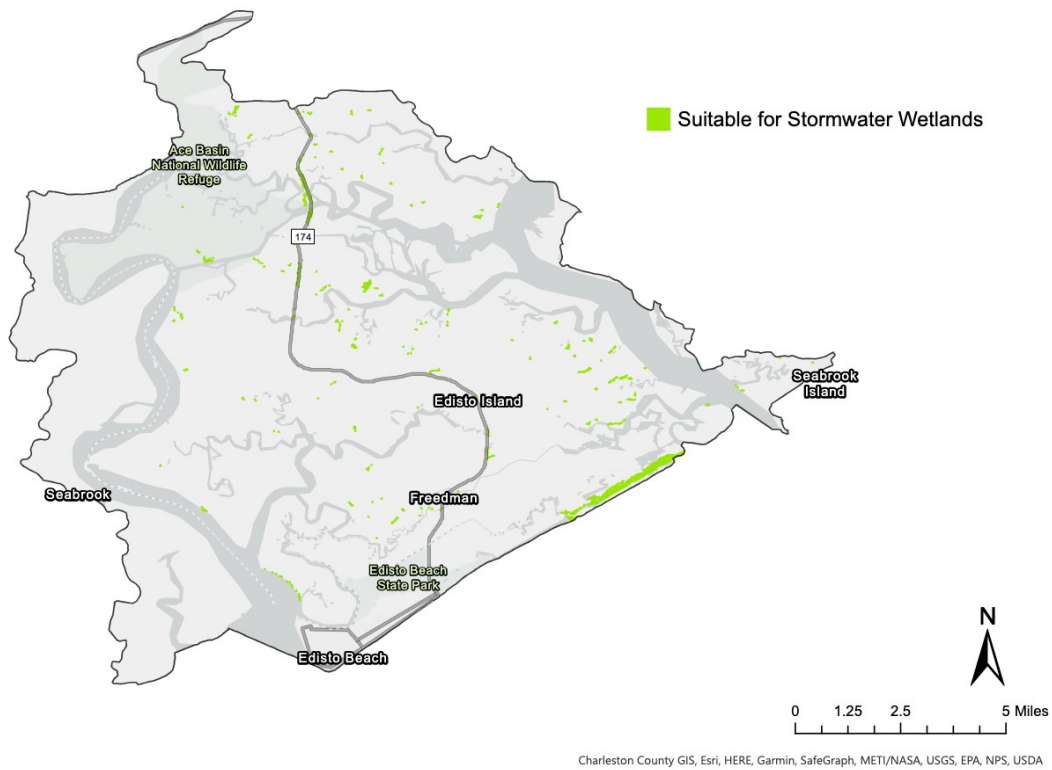 Suitable for Stormwater Wetlands
Ace Basin
National Wildlife
Refuge
174
Seabrook
Island
Edisto Island
Seabrook
Freedman
Edisto Beach
State Park
Edisto Beach
N
0 1.25 2.5 5 Miles
Charleston County GIS, Esri, HERE, Garmin, SafeGraph, METI/NASA, USGS, EPA, NPS, USDA